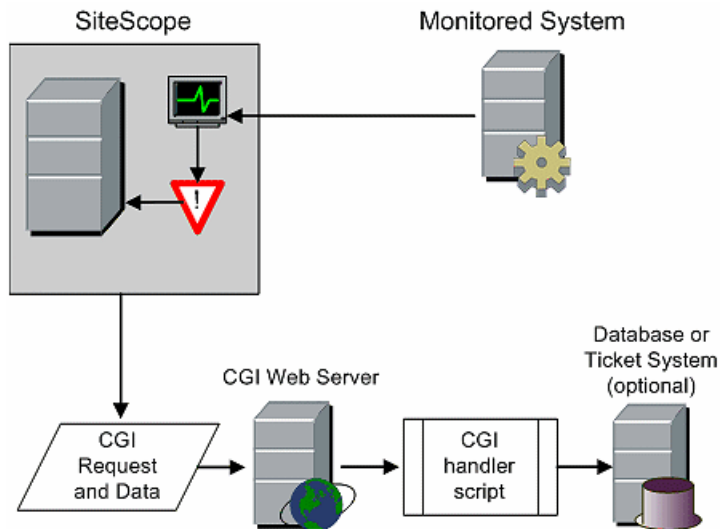 SiteScope
Monitored System
!
Database or
Ticket System
(optional)
CGI Web Server
CGI
Request
and Data
CGI
handler
script